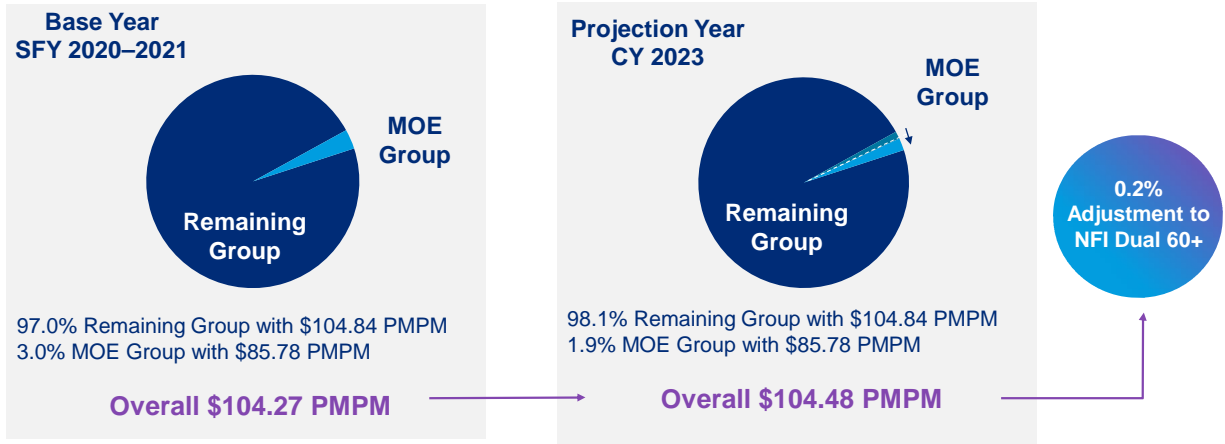 Base Year
SFY 2020–2021
MOE
Group
Remaining
Group
97.0% Remaining Group with $104.84 PMPM
3.0% MOE Group with $85.78 PMPM
Overall $104.27 PMPM
Projection Year
CY 2023
MOE
Group
Remaining
Group
98.1% Remaining Group with $104.84 PMPM
1.9% MOE Group with $85.78 PMPM
Overall $104.48 PMPM
0.2%
Adjustment to
NFI Dual 60+